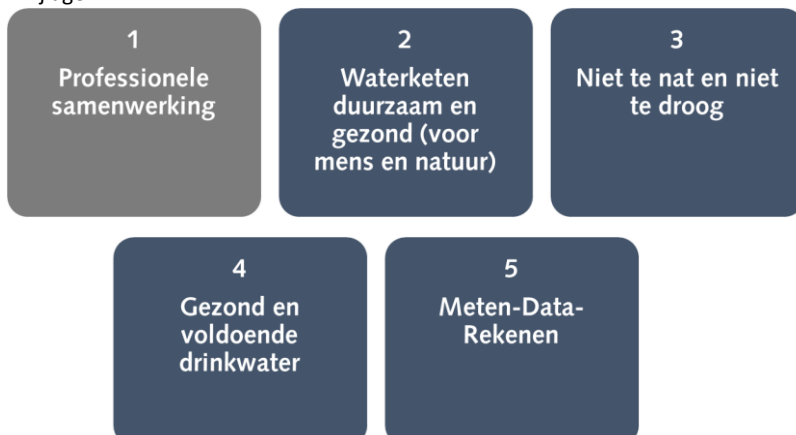 1
Professionele
samenwerking
2
Waterketen
duurzaam en
gezond (voor
mens en natuur)
3
Niet te nat en niet
te droog
4
Gezond en
voldoende
drinkwater
5
Meten-Data-
Rekenen